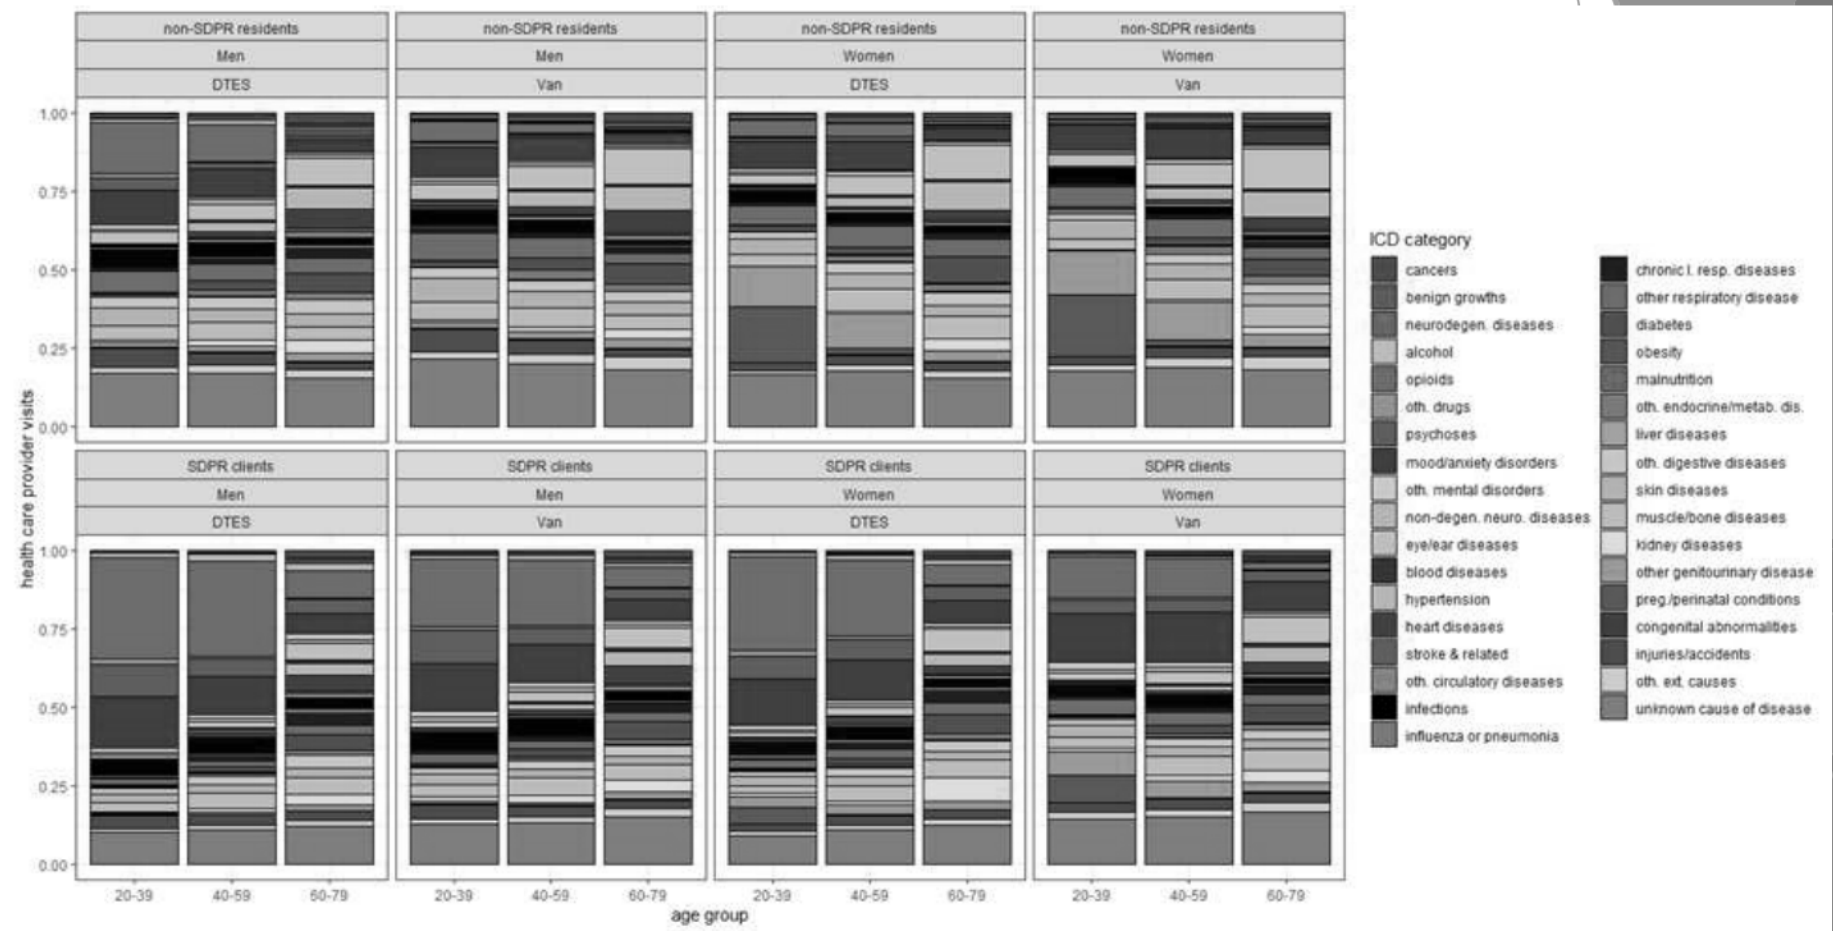 non-SDPR residents
Men
DTES
non-SDPR residents
Men
Van
non-SDPR residents
Women
DTES
non-SDPR residents
Women
Van
1.00
0.75
0.50
0.25
0.00
health care provider visits
SDPR clients
Men
DTES
SDPR clients
Men
Van
SDPR clients
Women
DTES
SDPR clients
Women
Van
1.00
0.75
0.50
0.25
0.00
20-39
40-59
60-79
20-39
40-59
60-79
20-39
40-59
60-79
20-39
40-59
60-79
age group
ICD category
cancers
benign growths
neurodegen. diseases
alcohol
opioids
oth. drugs
psychoses
mood/anxiety disorders
oth. mental disorders
non-degen. neuro. diseases
eye/ear diseases
blood diseases
hypertension
heart diseases
stroke & related
oth. circulatory diseases
infections
influenza or pneumonia
chronic l. resp. diseases
other respiratory disease
diabetes
obesity
malnutrition
oth. endocrine/metab. dis.
liver diseases
oth. digestive diseases
skin diseases
muscle/bone diseases
kidney diseases
other genitourinary disease
preg./perinatal conditions
congenital abnormalities
injuries/accidents
oth. ext. causes
unknown cause of disease